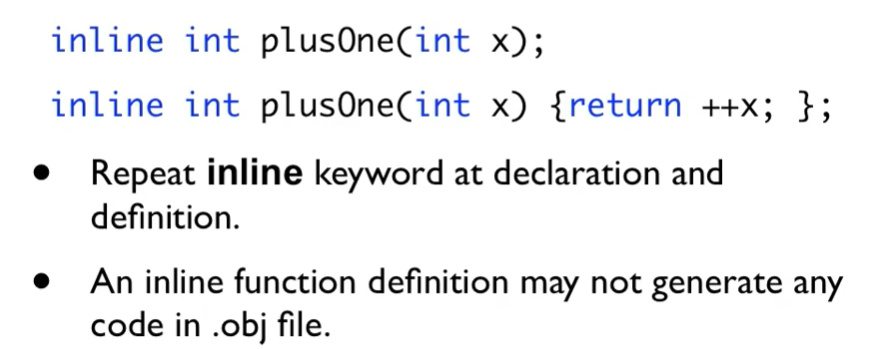 inline int plusOne(int x);
inline int plusOne(int x) {return ++x; };
• Repeat inline keyword at declaration and
definition.
• An inline function definition may not generate any
code in .obj file.